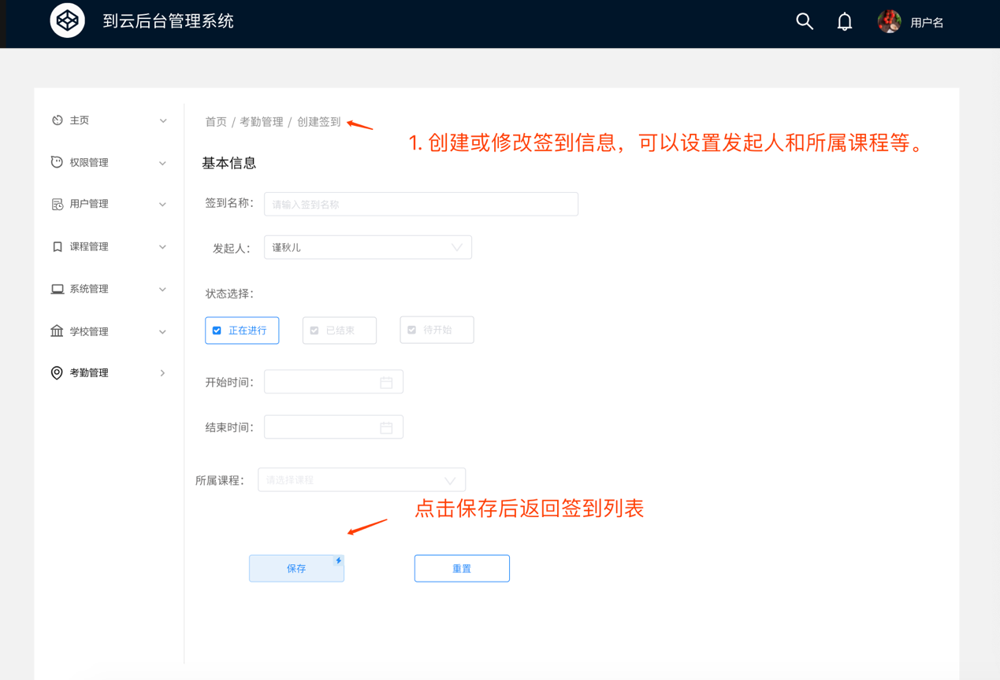 到云后台管理系统
用户名
主页
权限管理
用户管理
课程管理
系统管理
学校管理
考勤管理
首页 / 考勤管理 / 创建签到
1. 创建或修改签到信息，可以设置发起人和所属课程等。
基本信息
签到名称： 请输入签到名称
发起人： 谨秋儿
状态选择：
正在进行 已结束 待开始
开始时间：
结束时间：
所属课程： 请选择课程
点击保存后返回签到列表
保存 重置